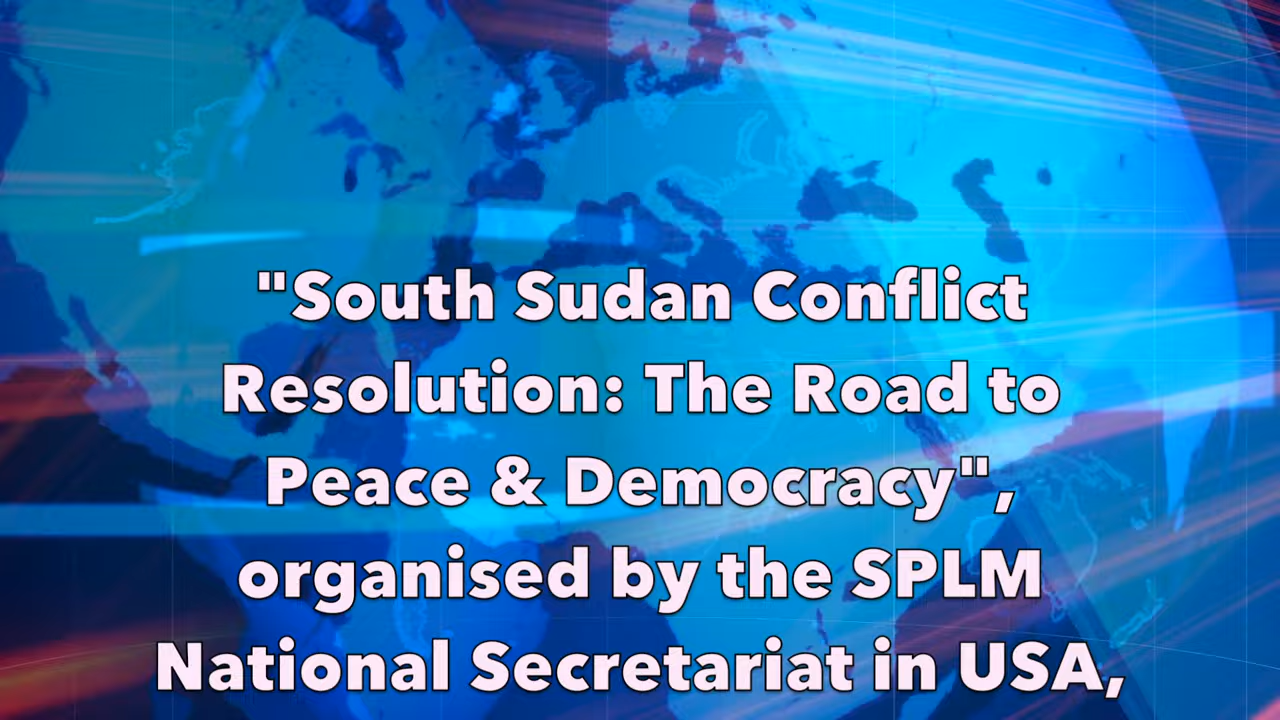 "South Sudan Conflict
Resolution: The Road to
Peace & Democracy",
organised by the SPLM
National Secretariat in USA,